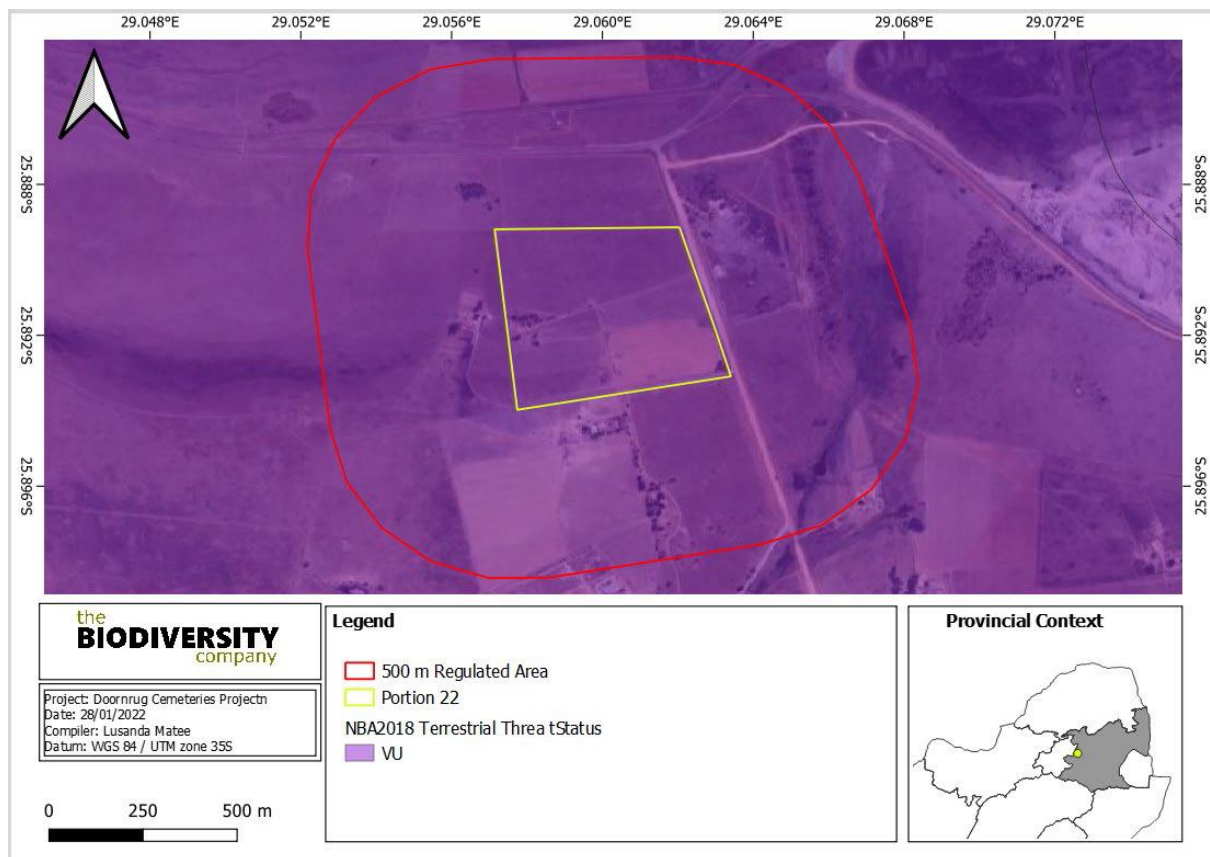 29.048°E 29.052°E 29.056°E 29.060°E 29.064°E 29.068°E 29.072°E
25.888°S 25.888°S
25.892°S 25.892°S
25.896°S 25.896°S
the
BIODIVERSITY
company
Project: Doornrug Cemeteries Projectn
Date: 28/01/2022
Compiler: Lusanda Matee
Datum: WGS 84 / UTM zone 35S
0 250 500 m
Legend
500 m Regulated Area
Portion 22
NBA2018 Terrestrial Threa tStatus
VU
Provincial Context